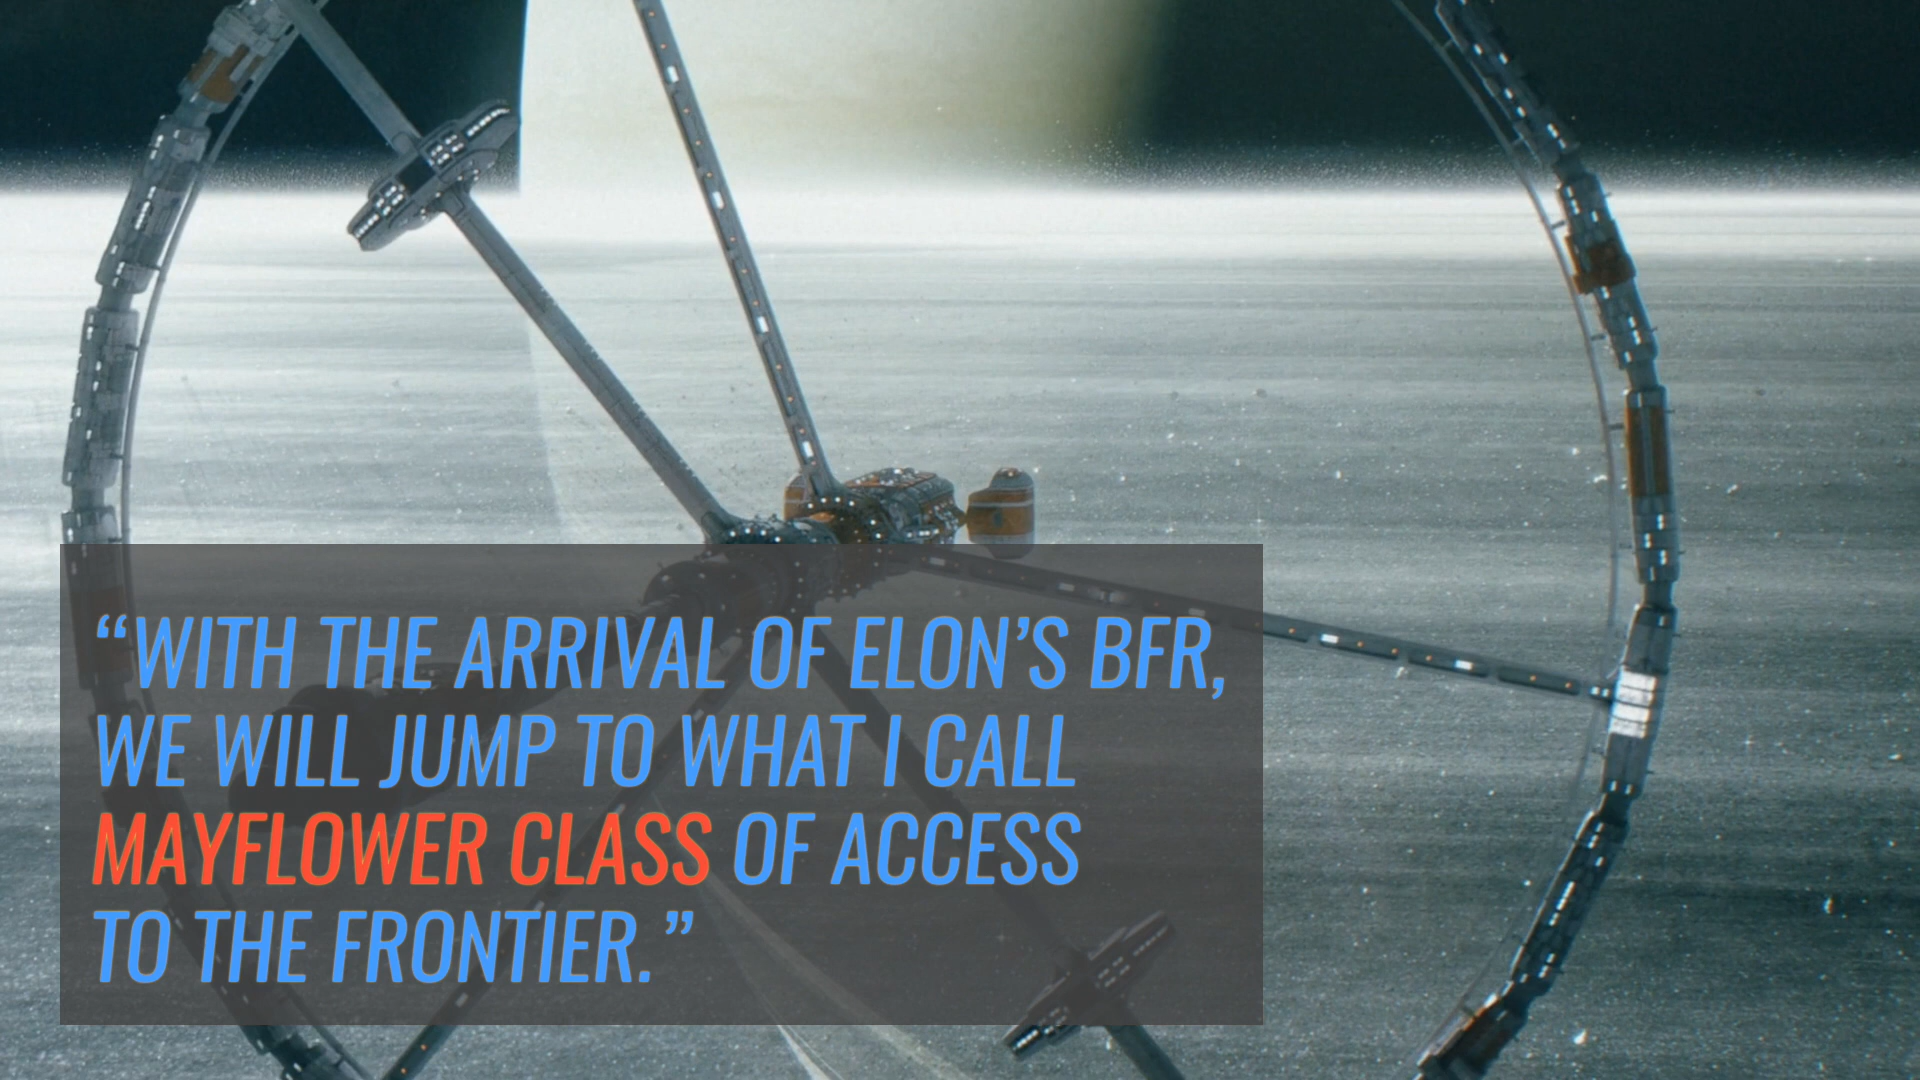 “WITH THE ARRIVAL OF ELON’S BFR,
WE WILL JUMP TO WHAT I CALL
MAYFLOWER CLASS OF ACCESS
TO THE FRONTIER.”